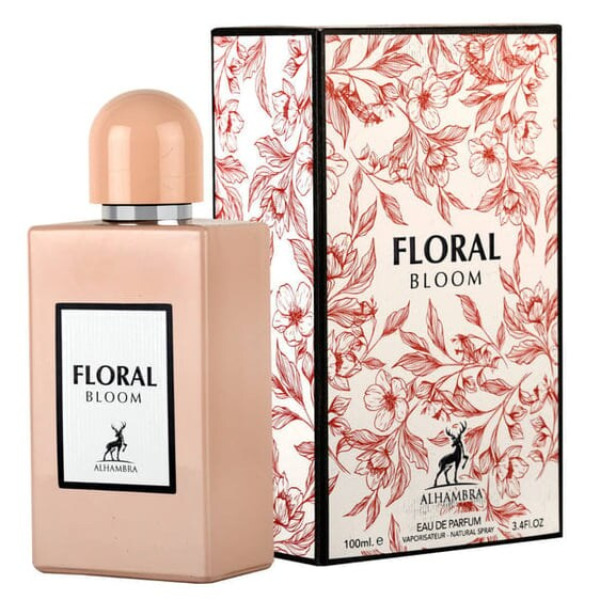 FLORAL
BLOOM
ALHAMBRA
FLORAL
BLOOM
ALHAMBRA
EAU DE PARFUM
100ml. e VAPORISATEUR - NATURAL SPRAY 3.4FL.OZ